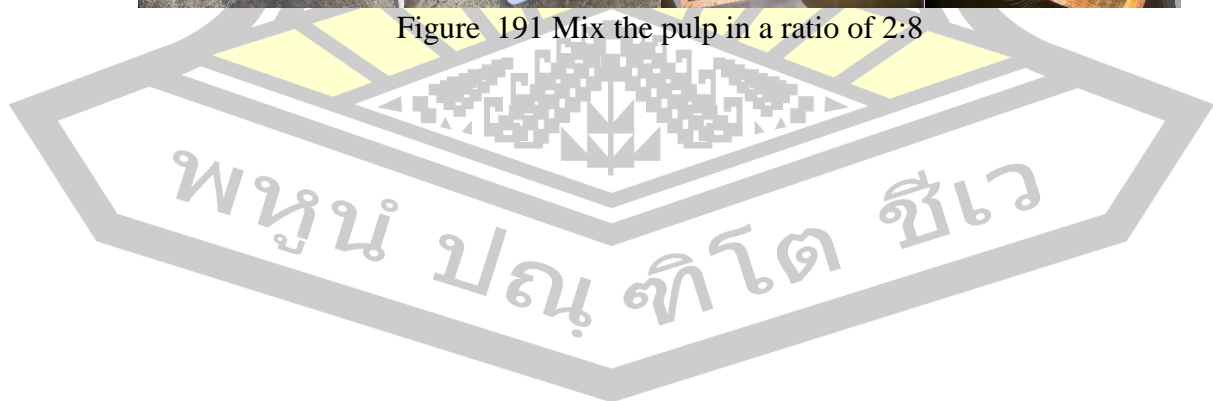 Figure 191 Mix the pulp in a ratio of 2:8
พหูนํ ปณฺฑิโต ชีเว